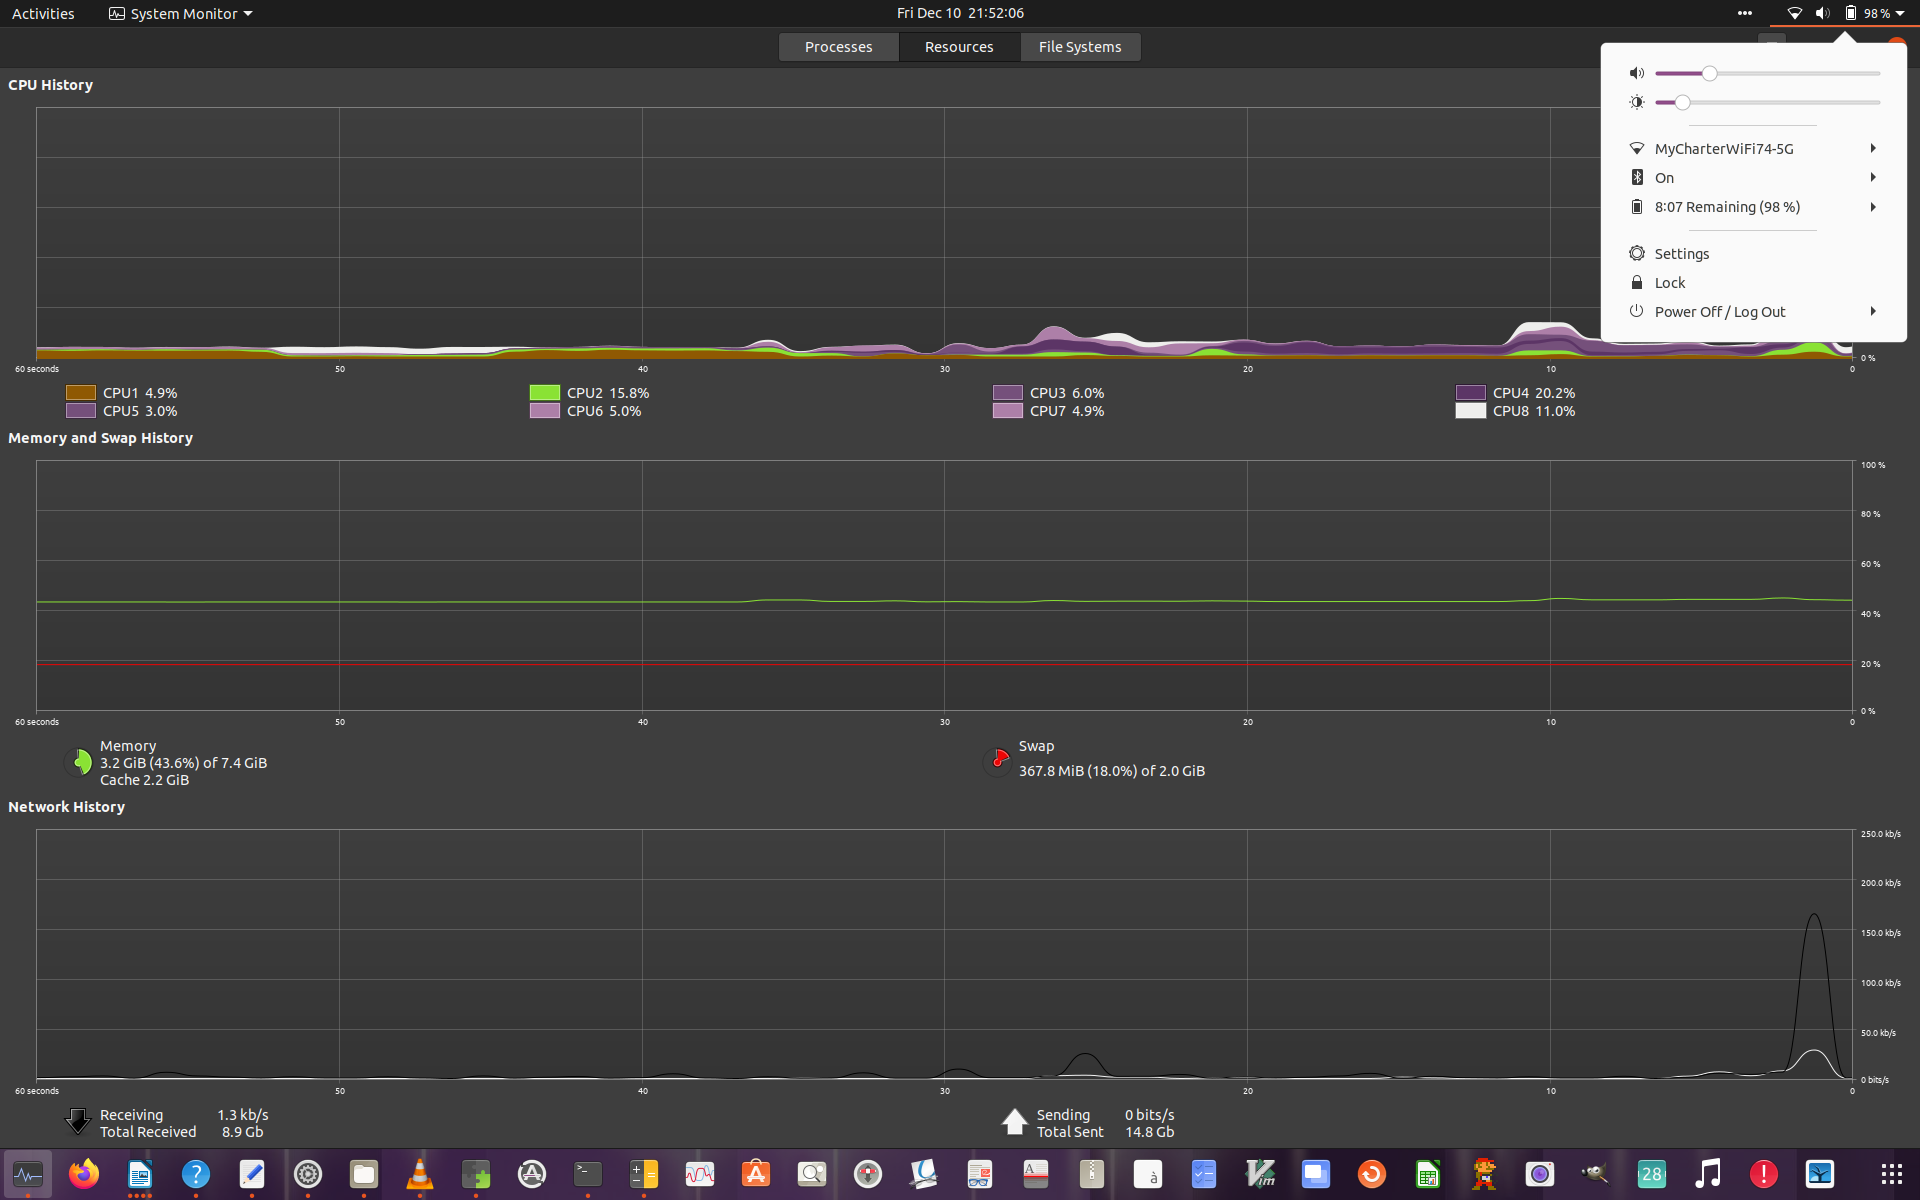 Activities
System Monitor
Fri Dec 10 21:52:06
98 %
Processes
Resources
File Systems
CPU History
60 seconds
50
40
30
20
10
0
0 %
CPU1 4.9%
CPU2 15.8%
CPU3 6.0%
CPU4 20.2%
CPU5 3.0%
CPU6 5.0%
CPU7 4.9%
CPU8 11.0%
MyCharterWiFi74-5G
On
8:07 Remaining (98 %)
Settings
Lock
Power Off / Log Out
Memory and Swap History
100 %
80 %
60 %
40 %
20 %
0 %
60 seconds
50
40
30
20
10
0
Memory
3.2 GiB (43.6%) of 7.4 GiB
Cache 2.2 GiB
Swap
367.8 MiB (18.0%) of 2.0 GiB
Network History
250.0 kb/s
200.0 kb/s
150.0 kb/s
100.0 kb/s
50.0 kb/s
0 bits/s
60 seconds
50
40
30
20
10
0
Receiving 1.3 kb/s
Total Received 8.9 Gb
Sending 0 bits/s
Total Sent 14.8 Gb
?
>_
A
à
Vim
28
!